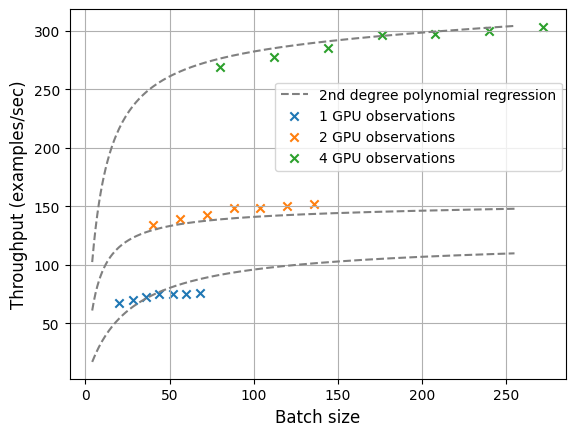 300
250
200
150
100
50
Throughput (examples/sec)
2nd degree polynomial regression
1 GPU observations
2 GPU observations
4 GPU observations
0 50 100 150 200 250
Batch size